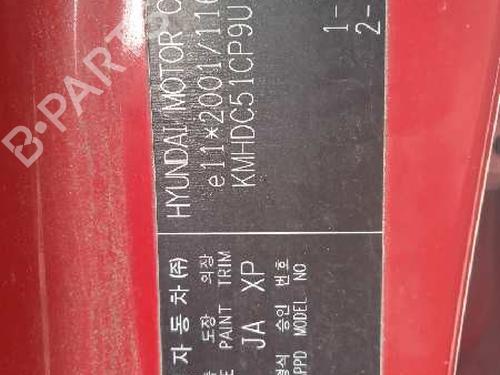 HYUNDAI MOTOR
e11*2001/116
KMHDC51CP9U
1-
2-
자동차(주)
도장 외장
PAINT TRIM
JA XP
형식 승인 번호
APPD MODEL NO
B-PARTS